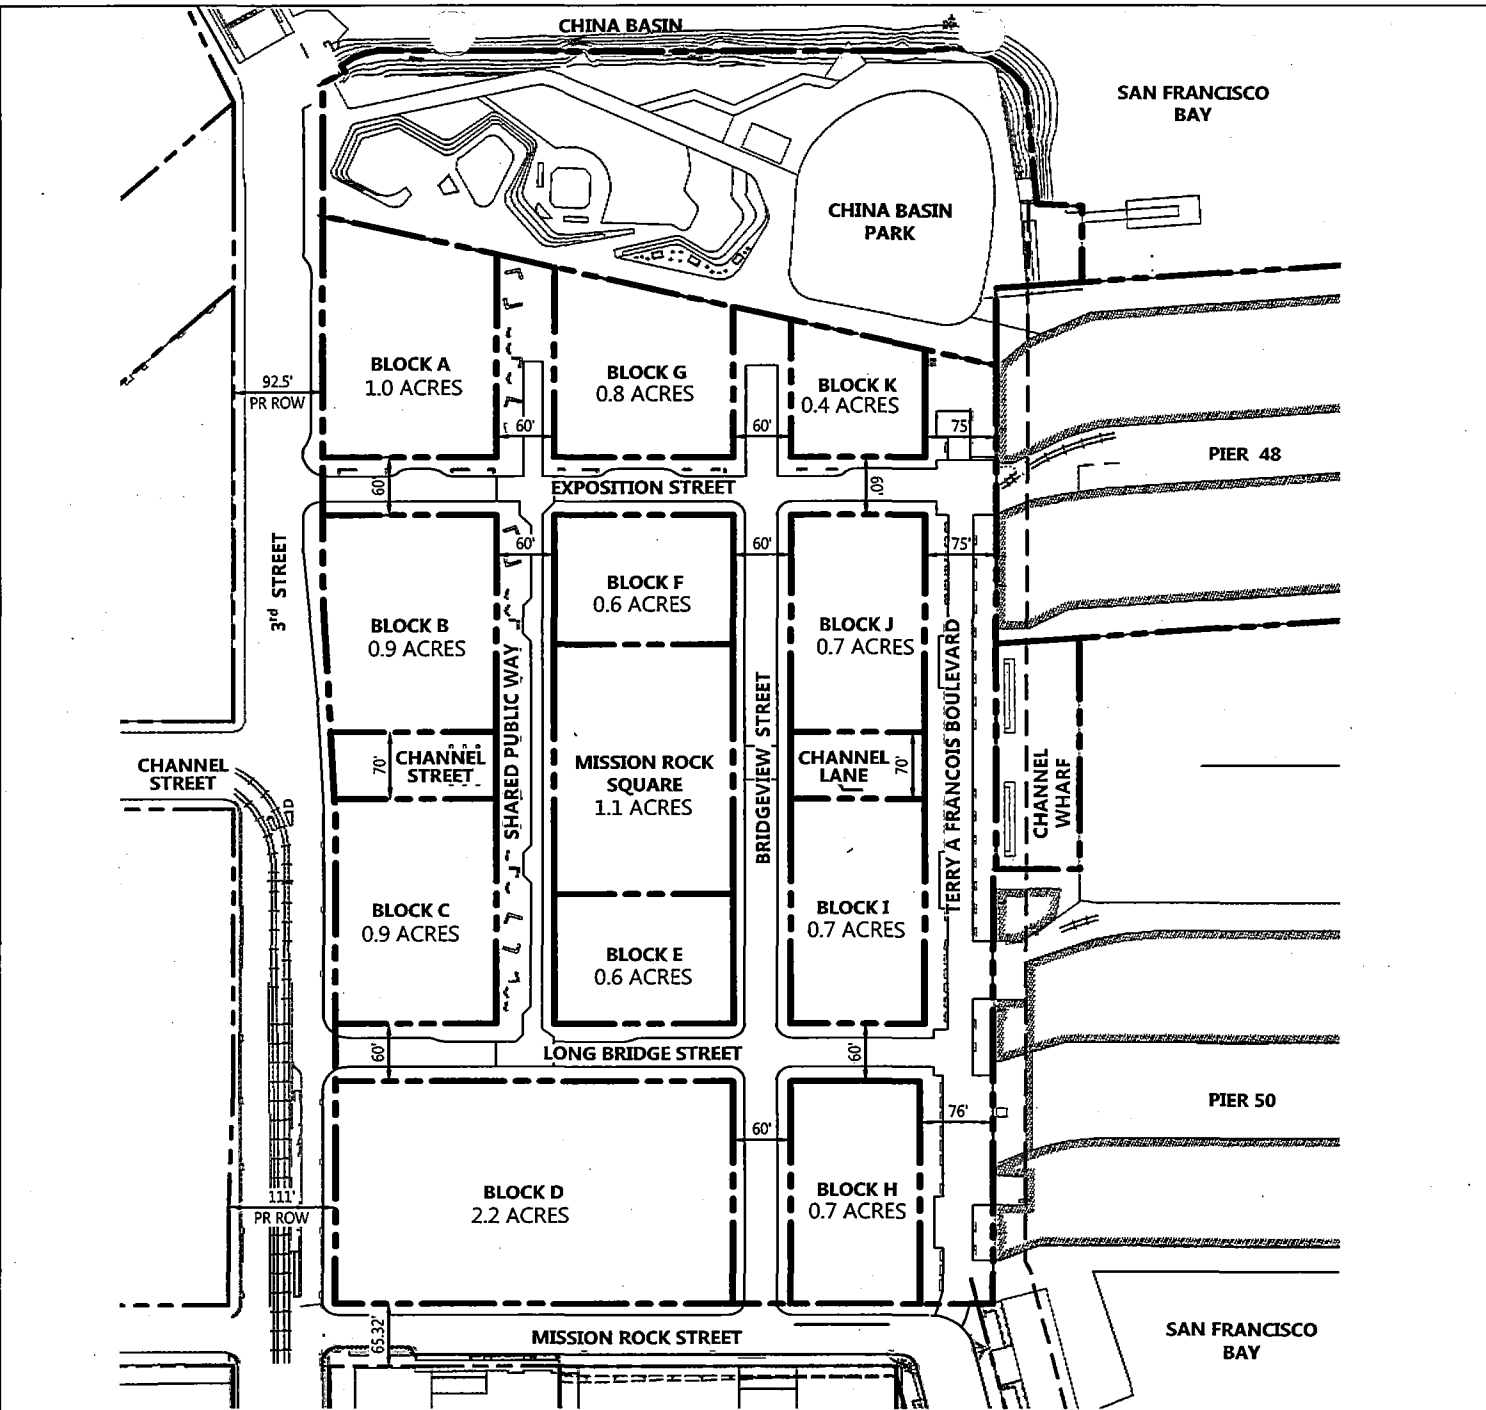 CHINA BASIN
SAN FRANCISCO
BAY
CHINA BASIN
PARK
BLOCK A
1.0 ACRES
BLOCK G
0.8 ACRES
BLOCK K
0.4 ACRES
92.5'
PR ROW
60'
60'
75'
PIER 48
60'
EXPOSITION STREET
60'
3rd STREET
60'
60'
75'
BLOCK F
0.6 ACRES
BLOCK B
0.9 ACRES
BLOCK J
0.7 ACRES
SHARED PUBLIC WAY
BRIDGEVIEW STREET
TERRY A FRANCOIS BOULEVARD
CHANNEL
STREET
70'
CHANNEL
STREET
MISSION ROCK
SQUARE
1.1 ACRES
CHANNEL
LANE
70'
CHANNEL
WHARF
BLOCK C
0.9 ACRES
BLOCK I
0.7 ACRES
BLOCK E
0.6 ACRES
60'
LONG BRIDGE STREET
60'
PIER 50
60'
76'
BLOCK D
2.2 ACRES
BLOCK H
0.7 ACRES
111'
PR ROW
65.32'
MISSION ROCK STREET
SAN FRANCISCO
BAY